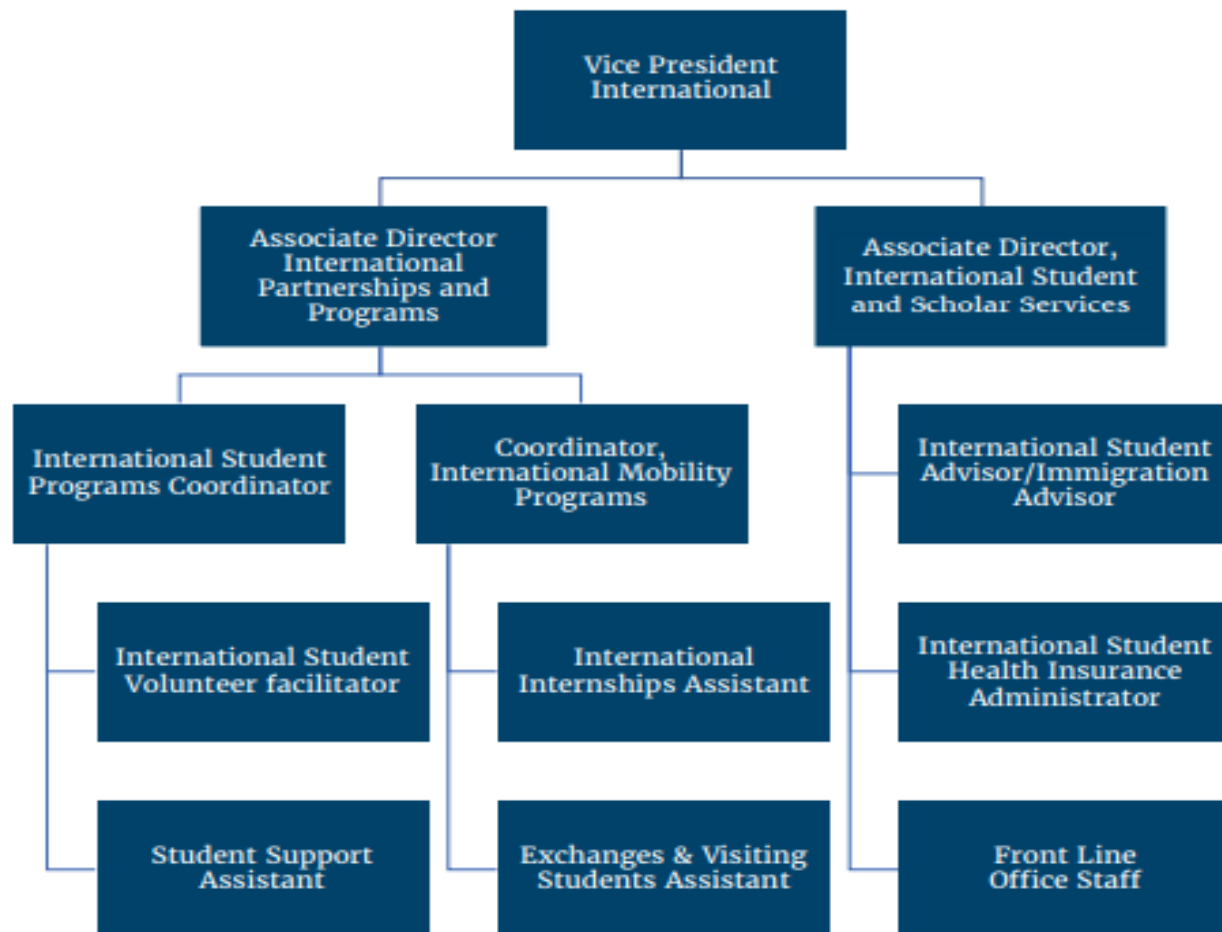 Vice President
International
Associate Director
International
Partnerships and
Programs
Associate Director,
International Student
and Scholar Services
International Student
Programs Coordinator
Coordinator,
International Mobility
Programs
International Student
Advisor/Immigration
Advisor
International Student
Volunteer facilitator
International
Internships Assistant
International Student
Health Insurance
Administrator
Student Support
Assistant
Exchanges & Visiting
Students Assistant
Front Line
Office Staff